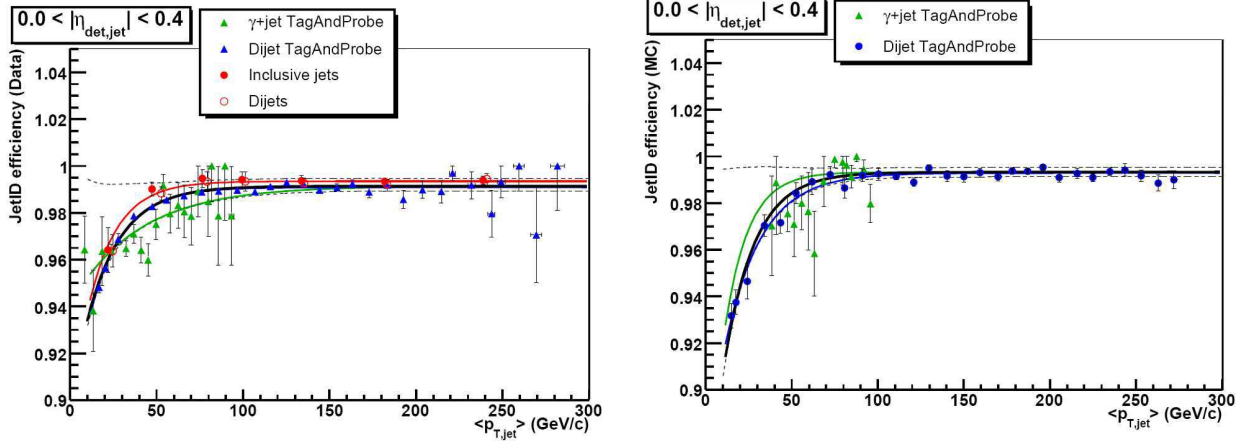 0.0 < |η_det,jet| < 0.4
γ+jet TagAndProbe
Dijet TagAndProbe
Inclusive jets
Dijets
JetID efficiency (Data)
1.04
1.02
1
0.98
0.96
0.94
0.92
0.9
0 50 100 150 200 250 300
<p_T,jet> (GeV/c)
0.0 < |η_det,jet| < 0.4
γ+jet TagAndProbe
Dijet TagAndProbe
JetID efficiency (MC)
1.04
1.02
1
0.98
0.96
0.94
0.92
0.9
0 50 100 150 200 250 300
<p_T,jet> (GeV/c)